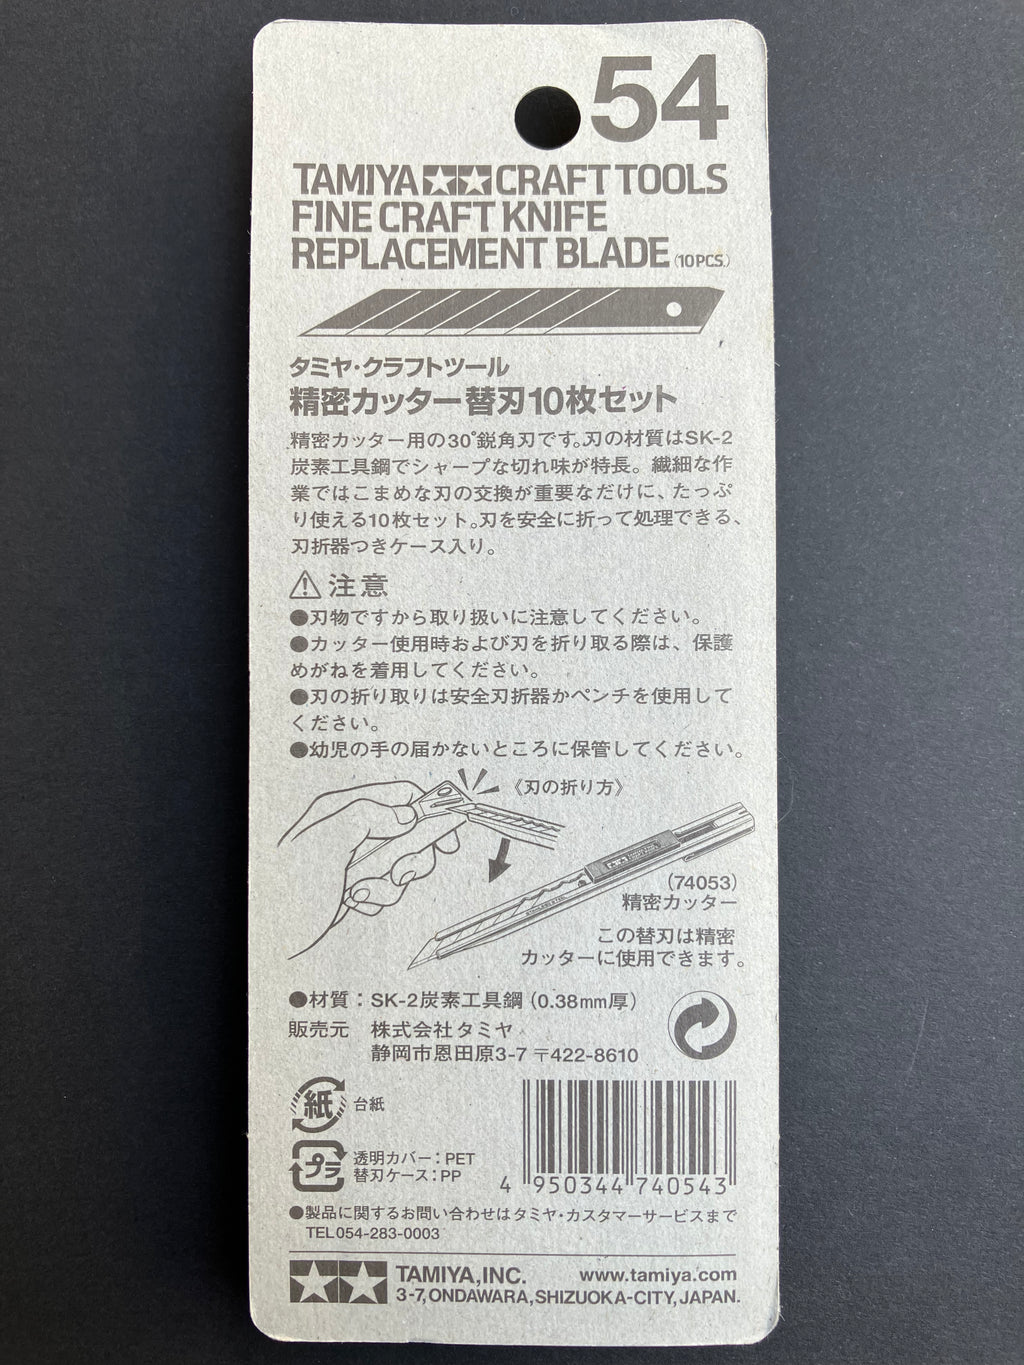 54
TAMIYA CRAFT TOOLS
FINE CRAFT KNIFE
REPLACEMENT BLADE (10 PCS.)
タミヤ・クラフトツール
精密カッター替刃10枚セット
精密カッター用の30°鋭角刃です。刃の材質はSK-2
炭素工具鋼でシャープな切れ味が特長。繊細な作
業ではこまめな刃の交換が重要なだけに、たっぷ
り使える10枚セット。刃を安全に折って処理できる、
刃折器つきケース入り。
注意
●刃物ですから取り扱いに注意してください。
●カッター使用時および刃を折り取る際は、保護
めがねを着用してください。
●刃の折り取りは安全刃折器かペンチを使用して
ください。
●幼児の手の届かないところに保管してください。
《刃の折り方》
(74053)
精密カッター
この替刃は精密
カッターに使用できます。
●材質：SK-2炭素工具鋼（0.38mm厚）
販売元 株式会社タミヤ
静岡市恩田原3-7 〒422-8610
紙 台紙
プラ 透明カバー：PET
替刃ケース：PP
4 950344 740543
●製品に関するお問い合わせはタミヤ・カスタマーサービスまで
TEL054-283-0003
TAMIYA,INC. www.tamiya.com
3-7, ONDAWARA, SHIZUOKA-CITY, JAPAN.